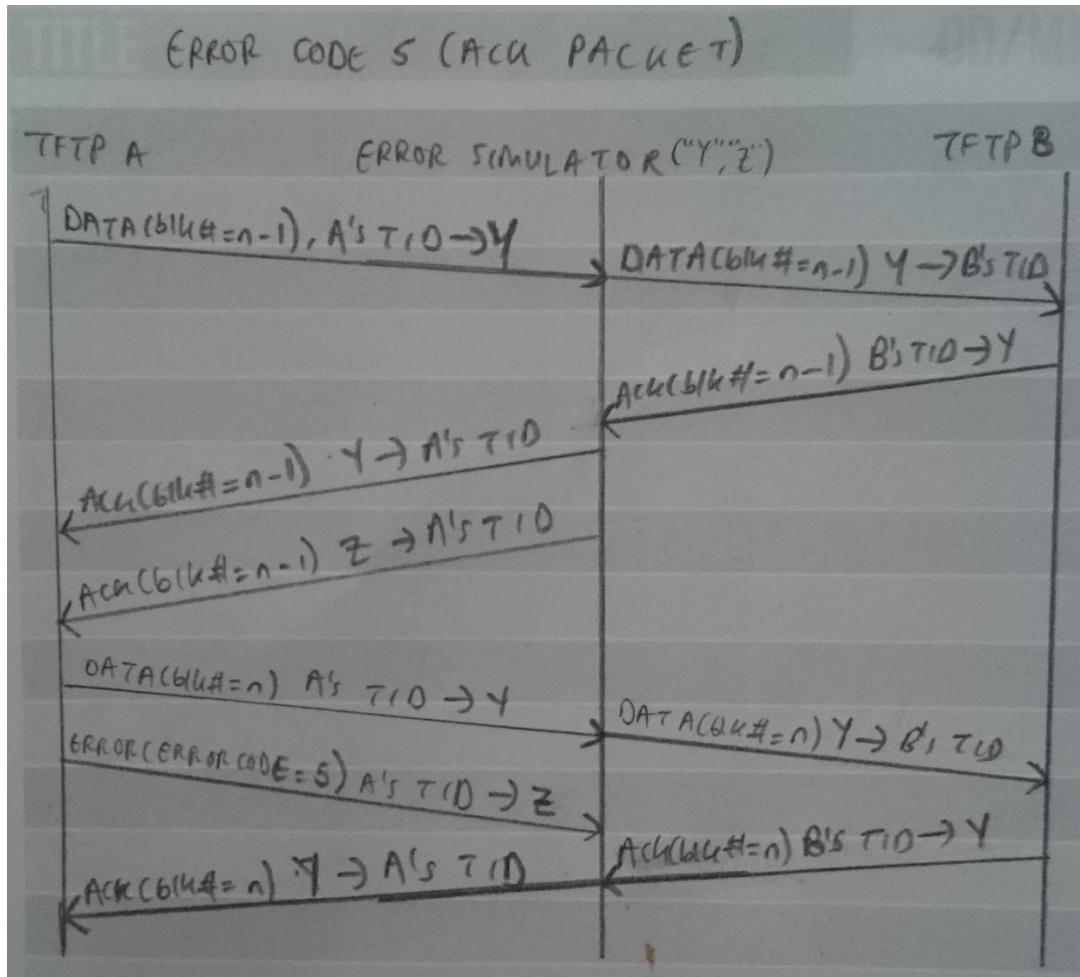 ERROR CODE 5 (ACK PACKET)
TFTP A
ERROR SIMULATOR ("Y","Z")
TFTP B
DATA(blk#=n-1), A's TID→Y
DATA(blk#=n-1) Y→B's TID
ACK(blk#=n-1) B's TID→Y
ACK(blk#=n-1) Y→A's TID
ACK(blk#=n-1) Z→A's TID
DATA(blk#=n) A's TID→Y
DATA(blk#=n) Y→B's TID
ERROR(ERROR CODE=5) A's TID→Z
ACK(blk#=n) B's TID→Y
ACK(blk#=n) Y→A's TID
TITLE
DD/M